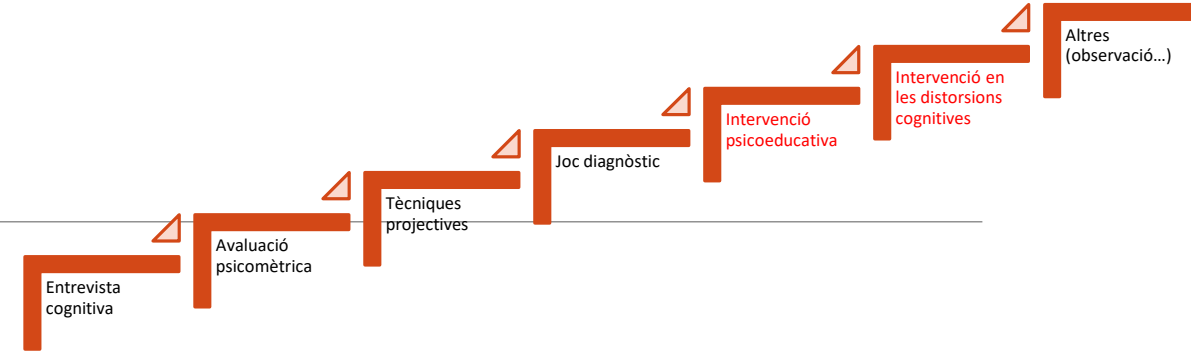 Entrevista
cognitiva
Avaluació
psicomètrica
Tècniques
projectives
Joc diagnòstic
Intervenció
psicoeducativa
Intervenció en
les distorsions
cognitives
Altres
(observació…)